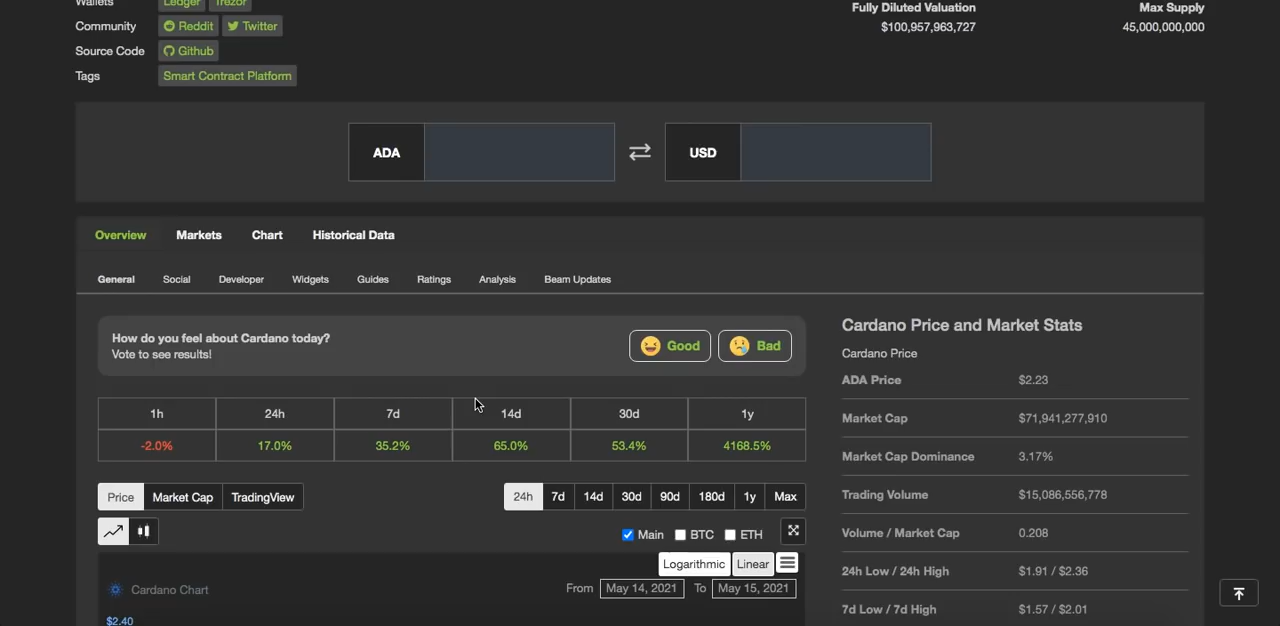 Wallets Ledger Trezor
Fully Diluted Valuation Max Supply
Community Reddit Twitter $100,957,963,727 45,000,000,000
Source Code Github
Tags Smart Contract Platform
ADA USD
Overview Markets Chart Historical Data
General Social Developer Widgets Guides Ratings Analysis Beam Updates
How do you feel about Cardano today?
Vote to see results!
Good Bad
1h 24h 7d 14d 30d 1y
-2.0% 17.0% 35.2% 65.0% 53.4% 4168.5%
Price Market Cap TradingView 24h 7d 14d 30d 90d 180d 1y Max
Main BTC ETH
Logarithmic Linear
Cardano Chart From May 14, 2021 To May 15, 2021
$2.40
Cardano Price and Market Stats
Cardano Price
ADA Price $2.23
Market Cap $71,941,277,910
Market Cap Dominance 3.17%
Trading Volume $15,086,556,778
Volume / Market Cap 0.208
24h Low / 24h High $1.91 / $2.36
7d Low / 7d High $1.57 / $2.01